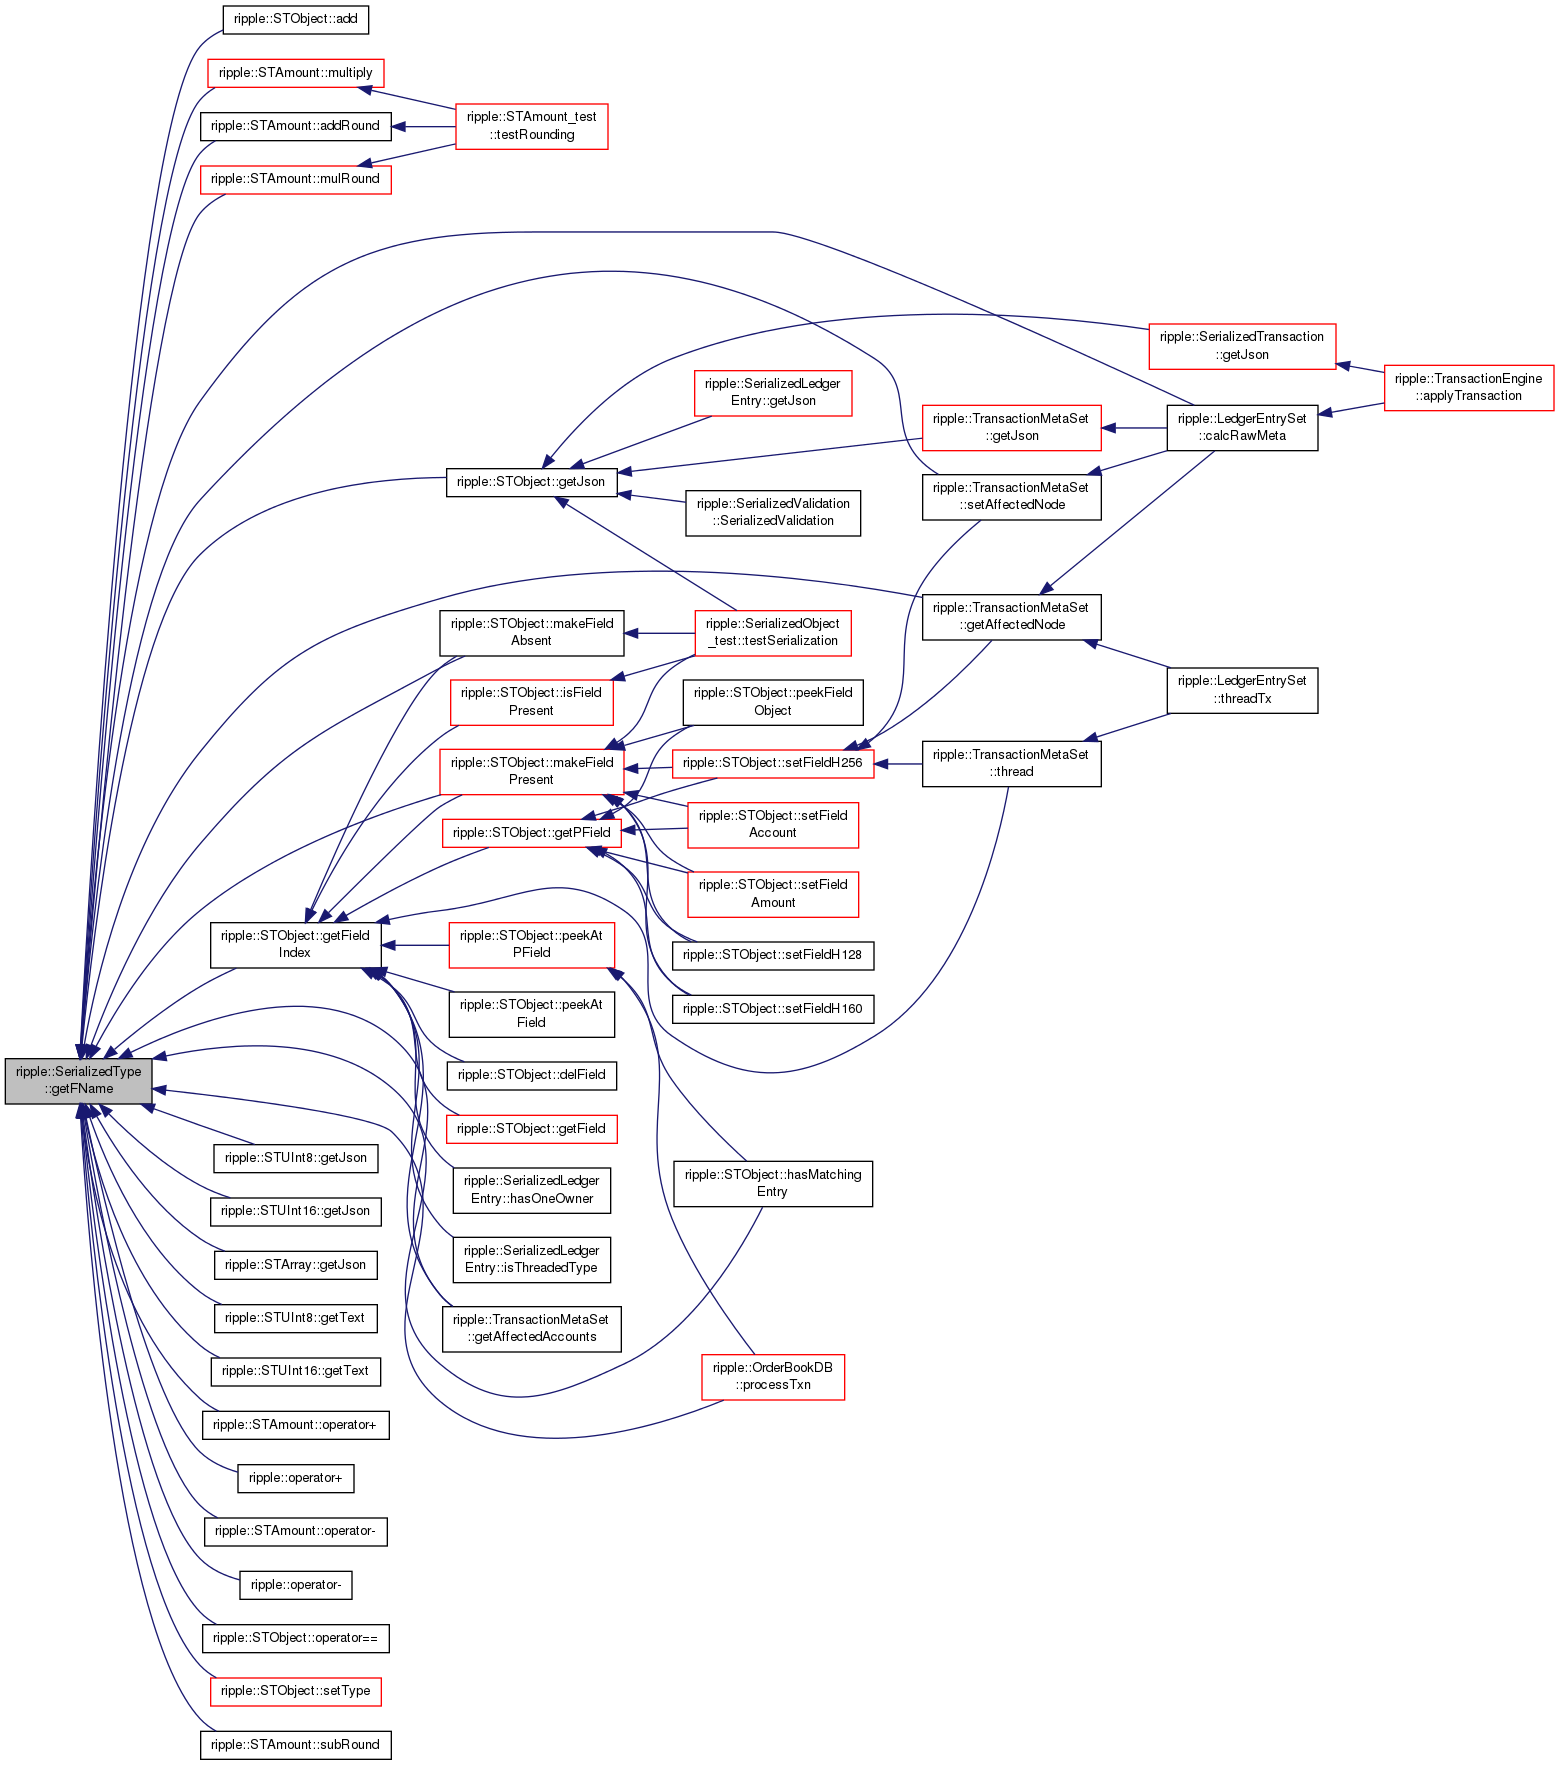 ripple::STObject::add
ripple::STAmount::multiply
ripple::STAmount::addRound
ripple::STAmount::mulRound
ripple::STAmount_test
::testRounding
ripple::SerializedTransaction
::getJson
ripple::TransactionEngine
::applyTransaction
ripple::SerializedLedger
Entry::getJson
ripple::TransactionMetaSet
::getJson
ripple::LedgerEntrySet
::calcRawMeta
ripple::STObject::getJson
ripple::TransactionMetaSet
::setAffectedNode
ripple::SerializedValidation
::SerializedValidation
ripple::TransactionMetaSet
::getAffectedNode
ripple::STObject::makeField
Absent
ripple::SerializedObject
_test::testSerialization
ripple::LedgerEntrySet
::threadTx
ripple::STObject::isField
Present
ripple::STObject::peekField
Object
ripple::STObject::makeField
Present
ripple::STObject::setFieldH256
ripple::TransactionMetaSet
::thread
ripple::STObject::setField
Account
ripple::STObject::getPField
ripple::STObject::setField
Amount
ripple::STObject::getField
Index
ripple::STObject::peekAt
PField
ripple::STObject::setFieldH128
ripple::STObject::peekAt
Field
ripple::STObject::setFieldH160
ripple::SerializedType
::getFName
ripple::STObject::delField
ripple::STObject::getField
ripple::STUInt8::getJson
ripple::SerializedLedger
Entry::hasOneOwner
ripple::STObject::hasMatching
Entry
ripple::STUInt16::getJson
ripple::STArray::getJson
ripple::SerializedLedger
Entry::isThreadedType
ripple::STUInt8::getText
ripple::TransactionMetaSet
::getAffectedAccounts
ripple::STUInt16::getText
ripple::OrderBookDB
::processTxn
ripple::STAmount::operator+
ripple::operator+
ripple::STAmount::operator-
ripple::operator-
ripple::STObject::operator==
ripple::STObject::setType
ripple::STAmount::subRound